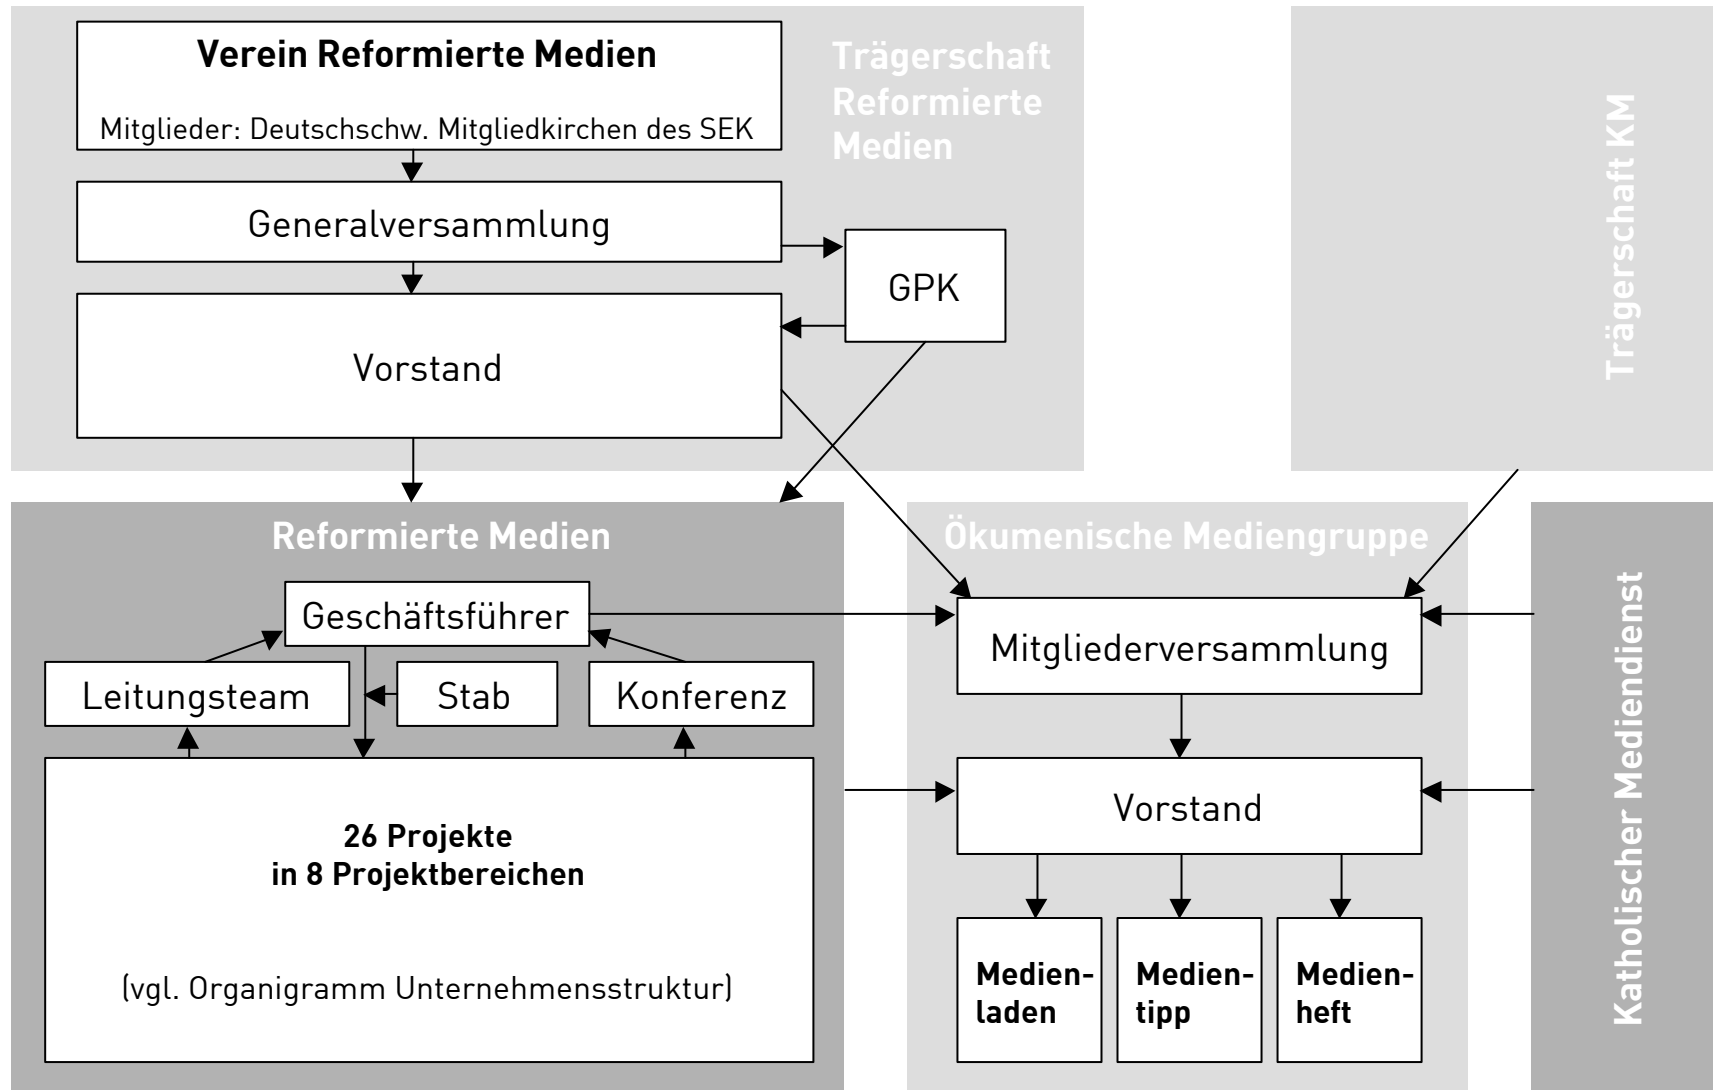 Verein Reformierte Medien
Mitglieder: Deutschschw. Mitgliedkirchen des SEK
Trägerschaft
Reformierte
Medien
Generalversammlung
GPK
Vorstand
Trägerschaft KM
Reformierte Medien
Geschäftsführer
Leitungsteam
Stab
Konferenz
26 Projekte
in 8 Projektbereichen
(vgl. Organigramm Unternehmensstruktur)
Ökumenische Mediengruppe
Mitgliederversammlung
Vorstand
Medien-
laden
Medien-
tipp
Medien-
heft
Katholischer Mediendienst